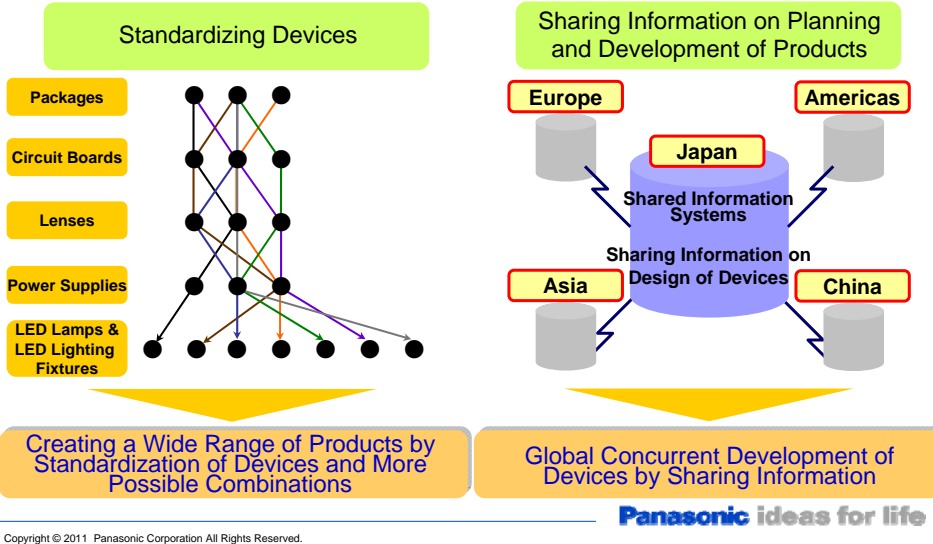 Standardizing Devices
Sharing Information on Planning
and Development of Products
Packages
Circuit Boards
Lenses
Power Supplies
LED Lamps &
LED Lighting
Fixtures
Europe
Americas
Japan
Shared Information
Systems
Sharing Information on
Design of Devices
Asia
China
Creating a Wide Range of Products by
Standardization of Devices and More
Possible Combinations
Global Concurrent Development of
Devices by Sharing Information
Panasonic ideas for life
Copyright © 2011 Panasonic Corporation All Rights Reserved.